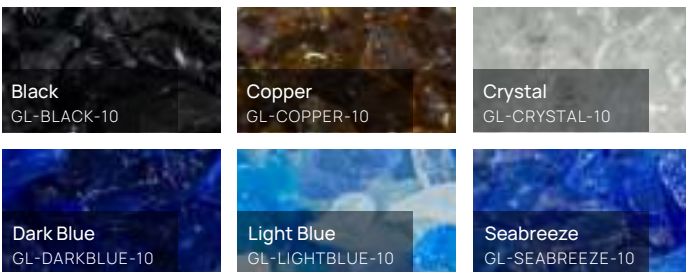 Black
GL-BLACK-10
Copper
GL-COPPER-10
Crystal
GL-CRYSTAL-10
Dark Blue
GL-DARKBLUE-10
Light Blue
GL-LIGHTBLUE-10
Seabreeze
GL-SEABREEZE-10